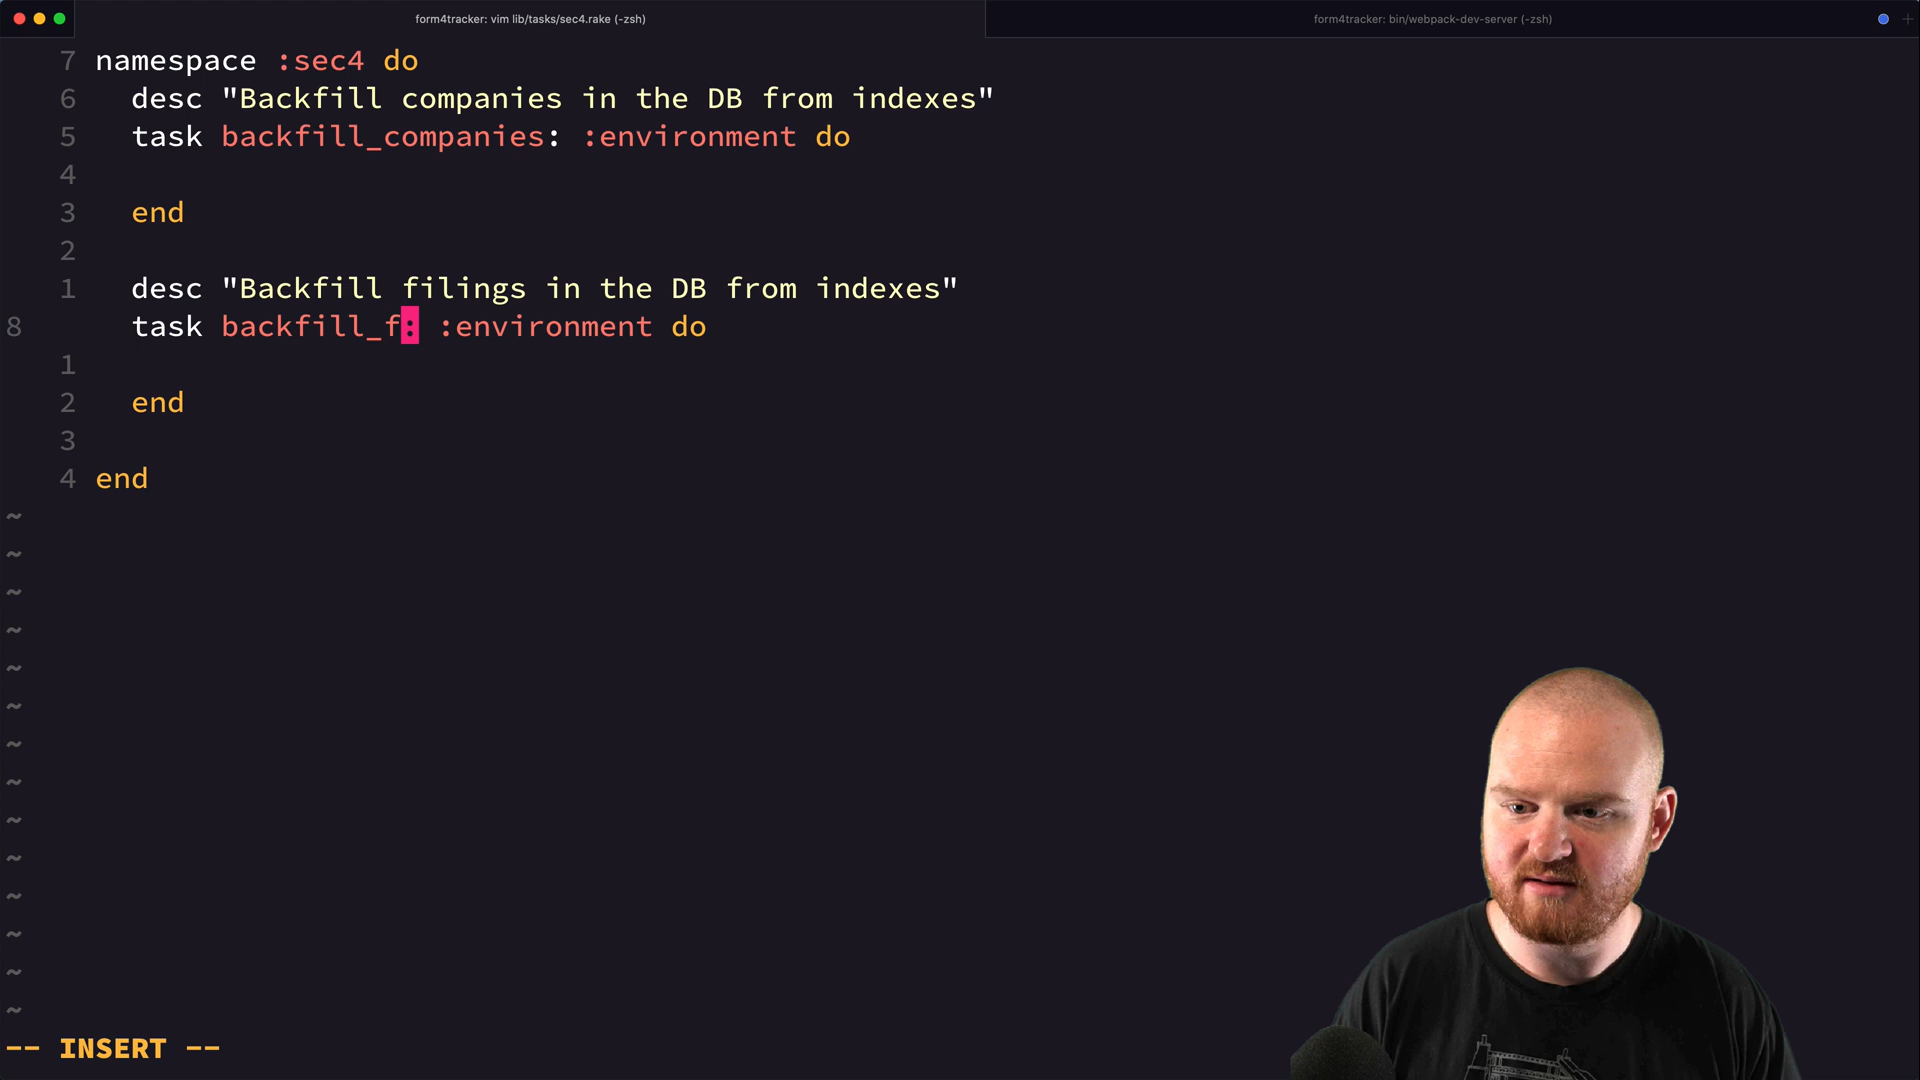 form4tracker: vim lib/tasks/sec4.rake (-zsh)
form4tracker: bin/webpack-dev-server (-zsh)
7 namespace :sec4 do
6 desc "Backfill companies in the DB from indexes"
5 task backfill_companies: :environment do
4
3 end
2
1 desc "Backfill filings in the DB from indexes"
8 task backfill_f: :environment do
1
2 end
3
4 end
~
~
~
~
~
~
~
~
~
~
~
~
~
~
-- INSERT --